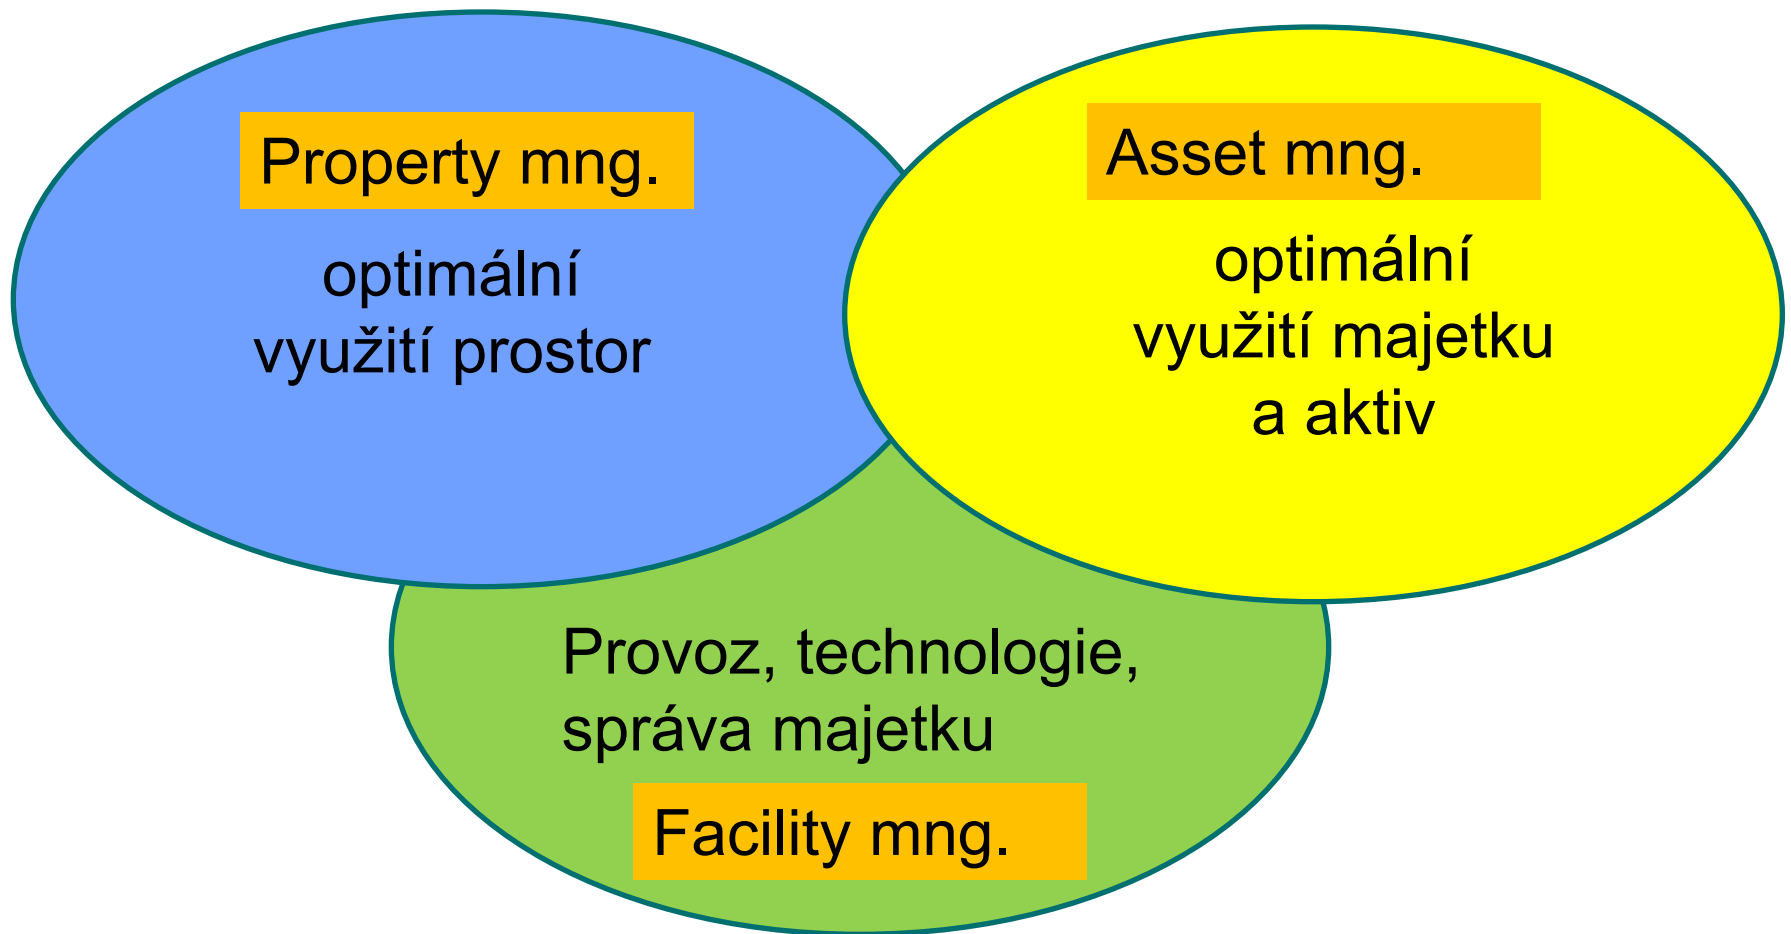 Property mng.
optimální
využití prostor
Asset mng.
optimální
využití majetku
a aktiv
Provoz, technologie,
správa majetku
Facility mng.